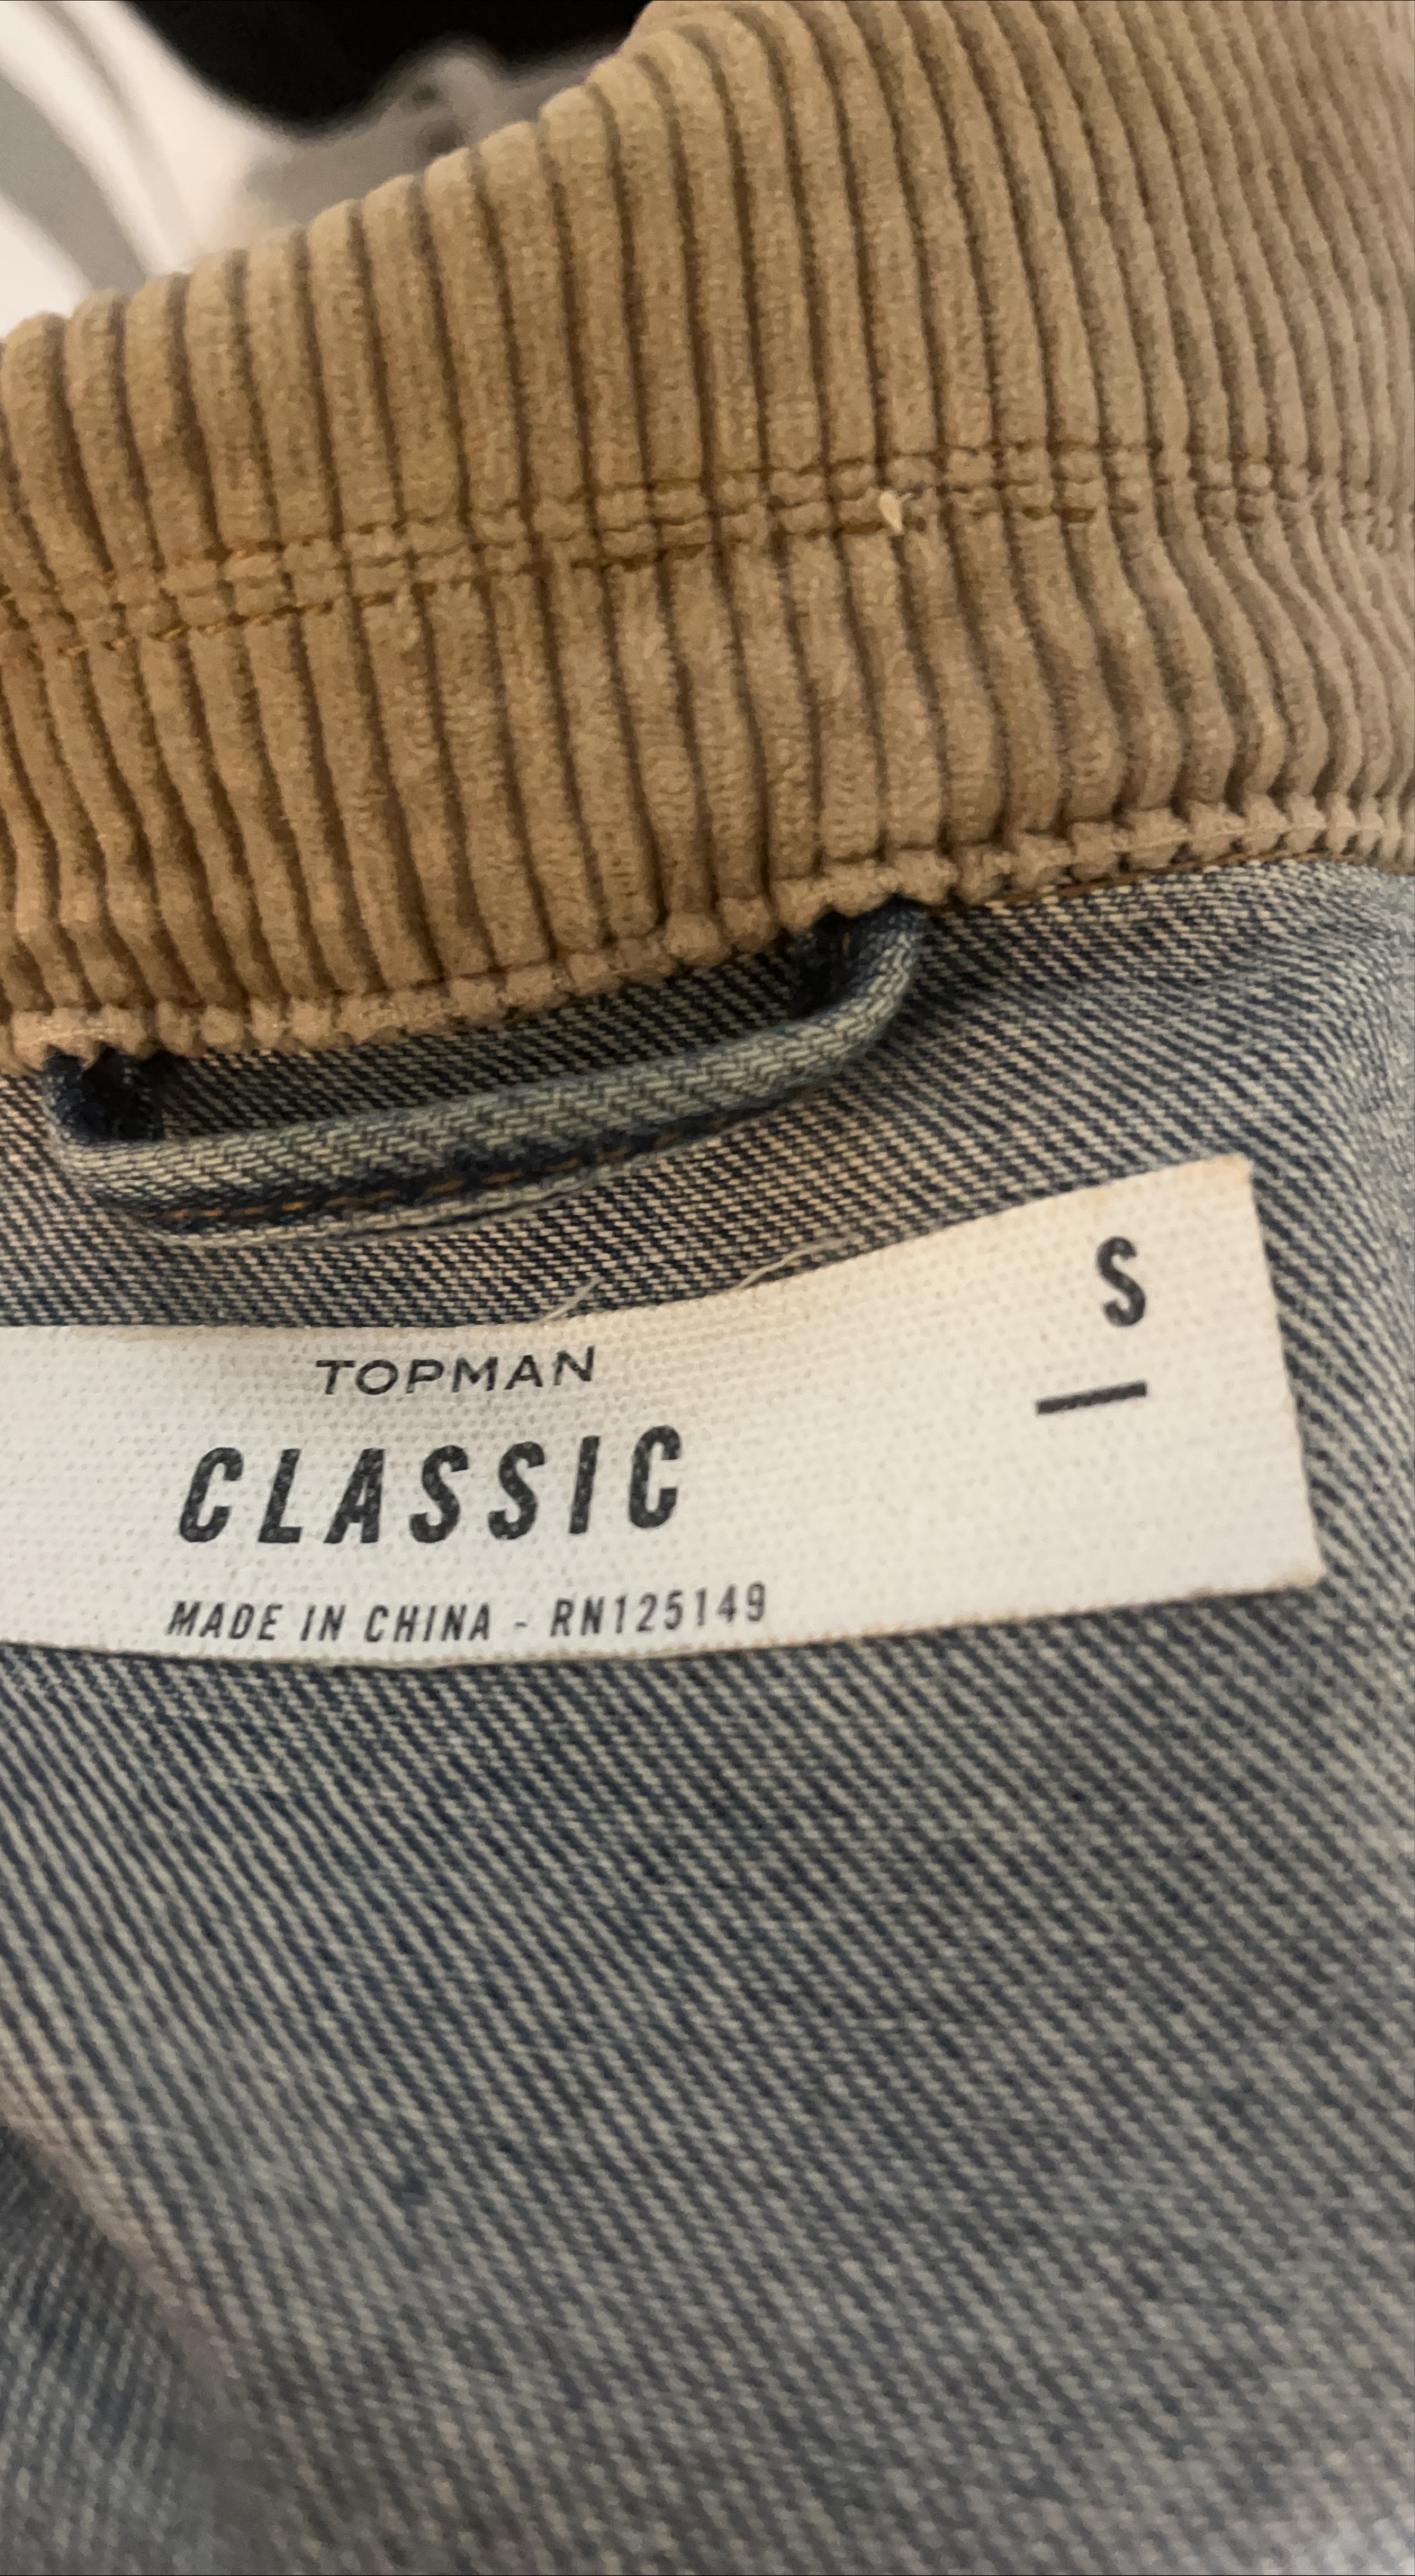 TOPMAN
CLASSIC
MADE IN CHINA - RN125149
S